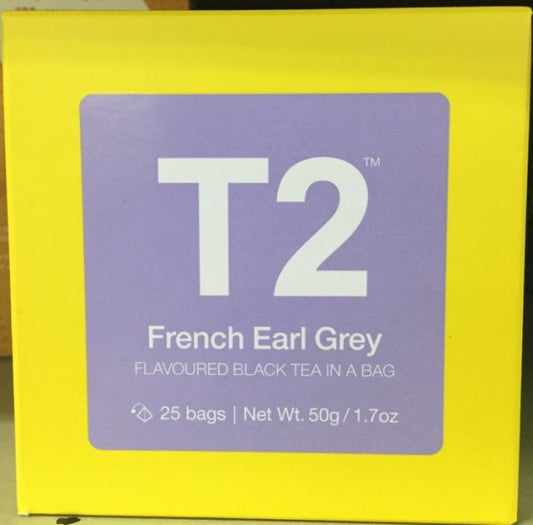 T2™
French Earl Grey
FLAVOURED BLACK TEA IN A BAG
25 bags | Net Wt. 50g / 1.7oz